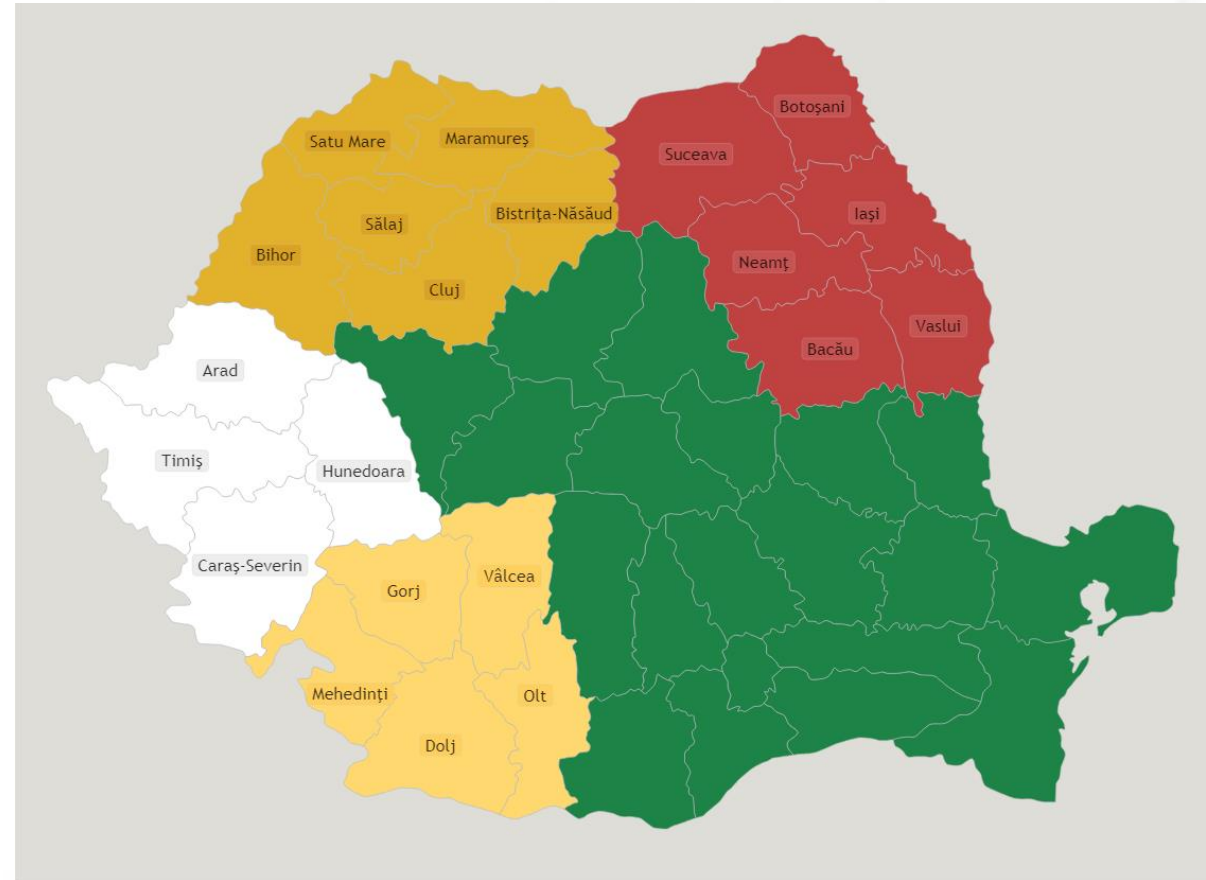 Botoşani
Satu Mare
Maramureş
Suceava
Bistriţa-Năsăud
Iaşi
Sălaj
Bihor
Neamţ
Cluj
Vaslui
Bacău
Arad
Timiş
Hunedoara
Caraş-Severin
Vâlcea
Gorj
Mehedinţi
Olt
Dolj